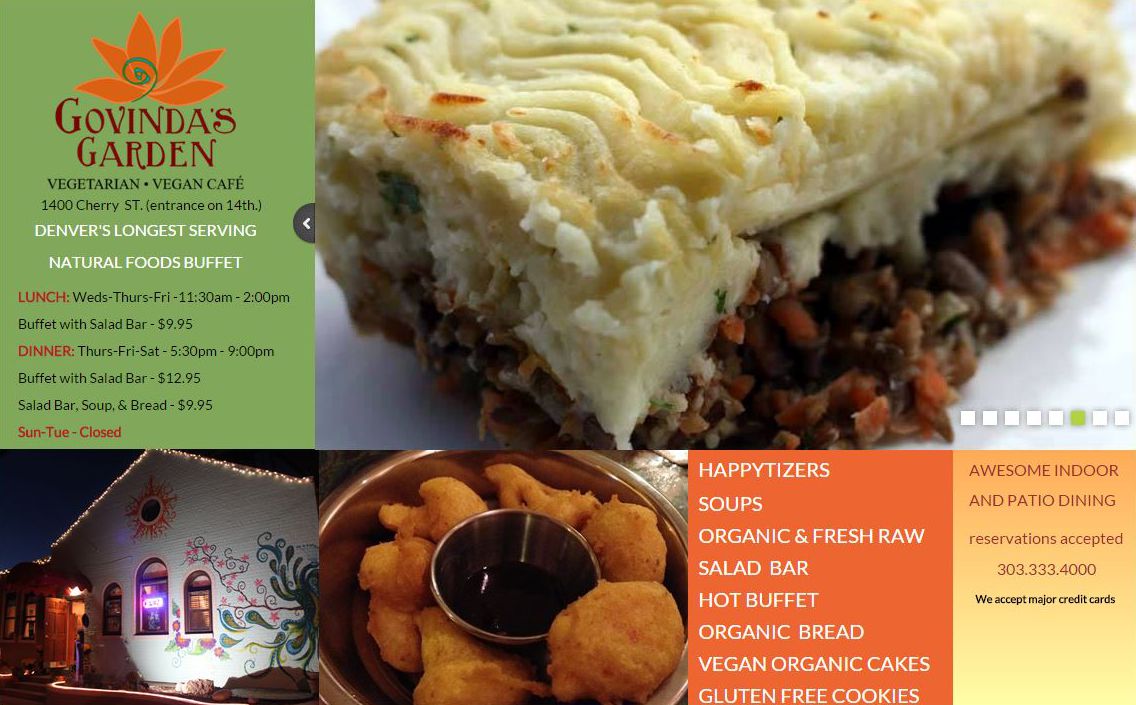 GOVINDA'S
GARDEN
VEGETARIAN • VEGAN CAFÉ
1400 Cherry ST. (entrance on 14th.)
DENVER'S LONGEST SERVING
NATURAL FOODS BUFFET
LUNCH: Weds-Thurs-Fri -11:30am - 2:00pm
Buffet with Salad Bar - $9.95
DINNER: Thurs-Fri-Sat - 5:30pm - 9:00pm
Buffet with Salad Bar - $12.95
Salad Bar, Soup, & Bread - $9.95
Sun-Tue - Closed
HAPPYTIZERS
SOUPS
ORGANIC & FRESH RAW
SALAD BAR
HOT BUFFET
ORGANIC BREAD
VEGAN ORGANIC CAKES
GLUTEN FREE COOKIES
AWESOME INDOOR
AND PATIO DINING
reservations accepted
303.333.4000
We accept major credit cards